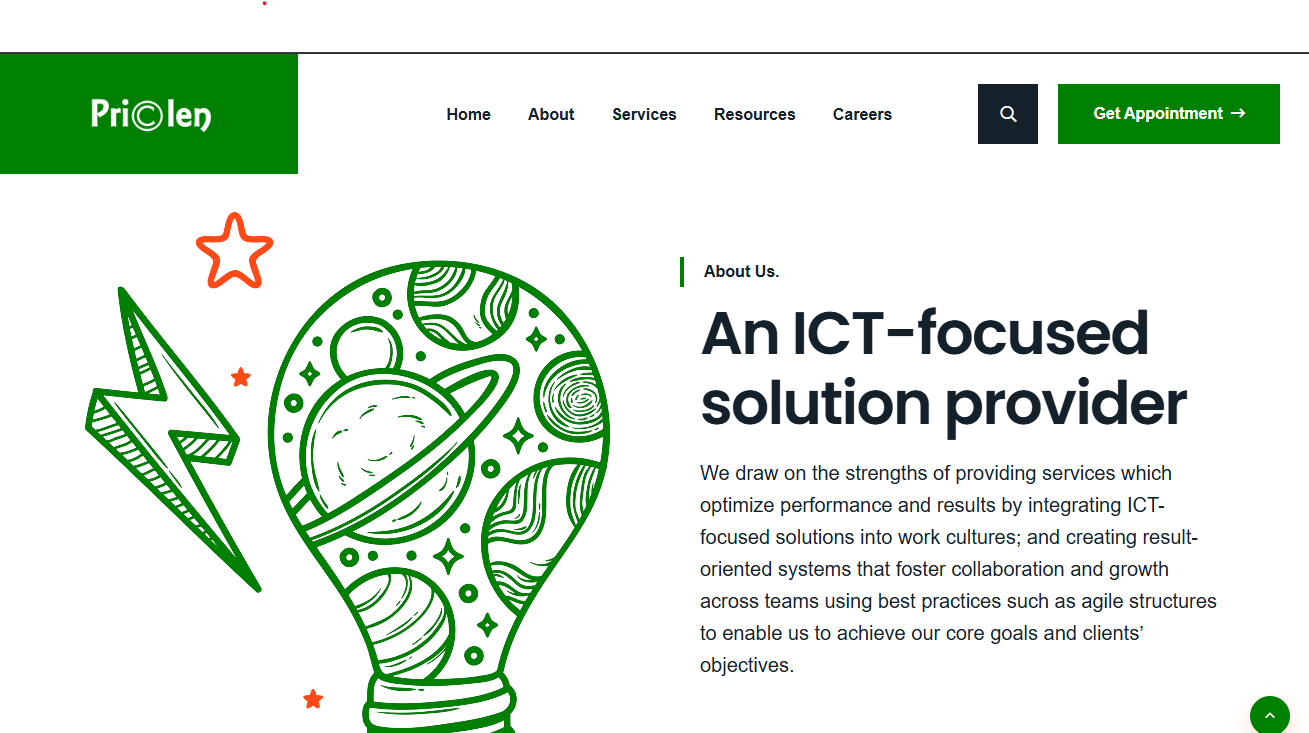 Pri©len
Home About Services Resources Careers
Get Appointment →
About Us.
An ICT-focused
solution provider
We draw on the strengths of providing services which
optimize performance and results by integrating ICT-
focused solutions into work cultures; and creating result-
oriented systems that foster collaboration and growth
across teams using best practices such as agile structures
to enable us to achieve our core goals and clients’
objectives.